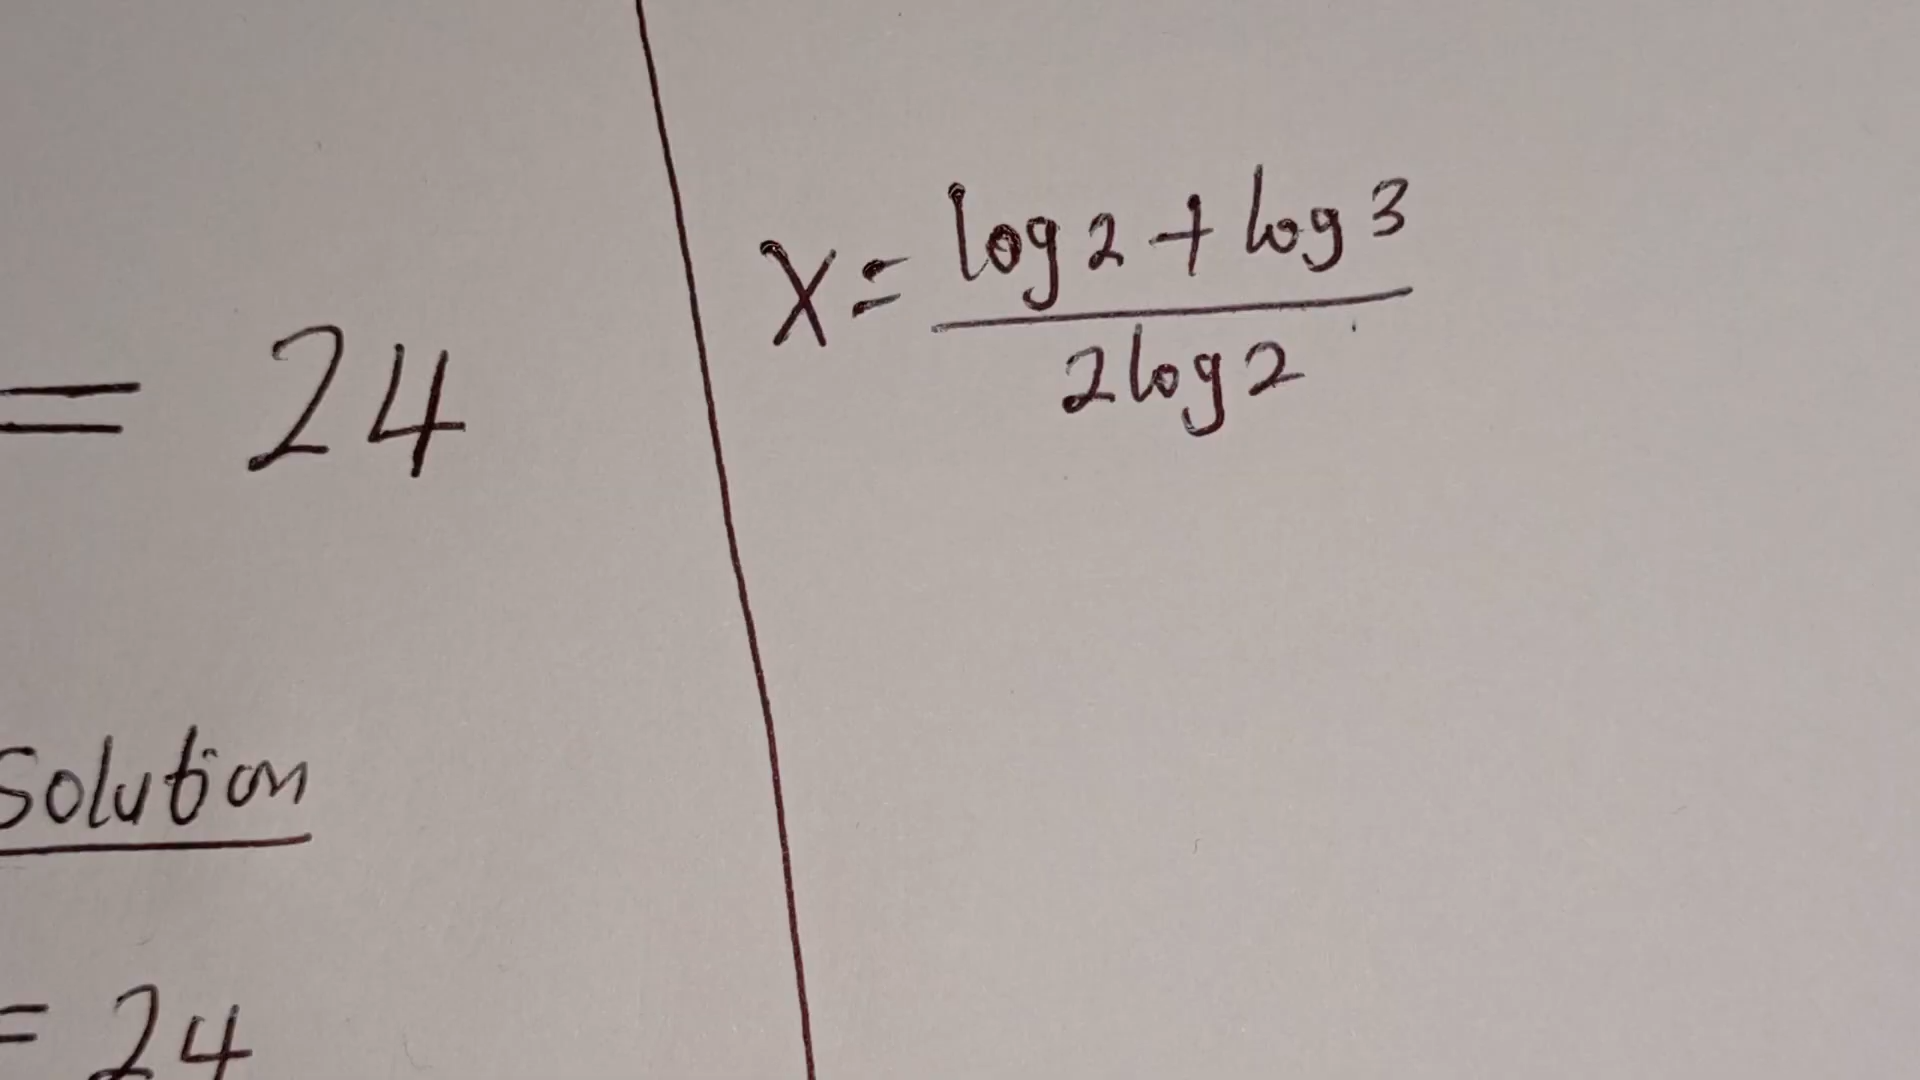 = 24
Solution
= 24
x = log 2 + log 3
2 log 2